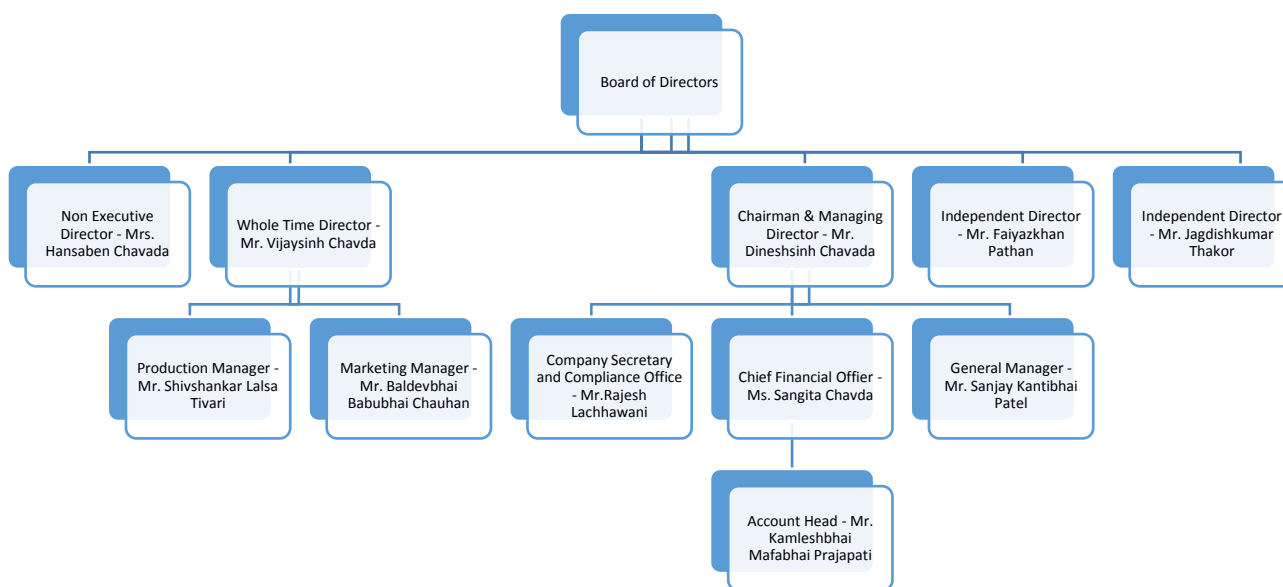 Board of Directors
Non Executive
Director - Mrs.
Hansaben Chavada
Whole Time Director -
Mr. Vijaysinh Chavda
Chairman & Managing
Director - Mr.
Dineshsinh Chavada
Independent Director
- Mr. Faiyazkhan
Pathan
Independent Director
- Mr. Jagdishkumar
Thakor
Production Manager -
Mr. Shivshankar Lalsa
Tivari
Marketing Manager -
Mr. Baldevbhai
Babubhai Chauhan
Company Secretary
and Compliance Office
- Mr.Rajesh
Lachhawani
Chief Financial Offier -
Ms. Sangita Chavda
General Manager -
Mr. Sanjay Kantibhai
Patel
Account Head - Mr.
Kamleshbhai
Mafabhai Prajapati